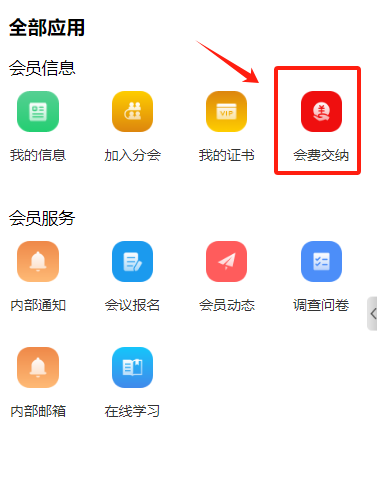 全部应用
会员信息
我的信息 加入分会 我的证书 会费交纳
VIP
会员服务
内部通知 会议报名 会员动态 调查问卷
内部邮箱 在线学习